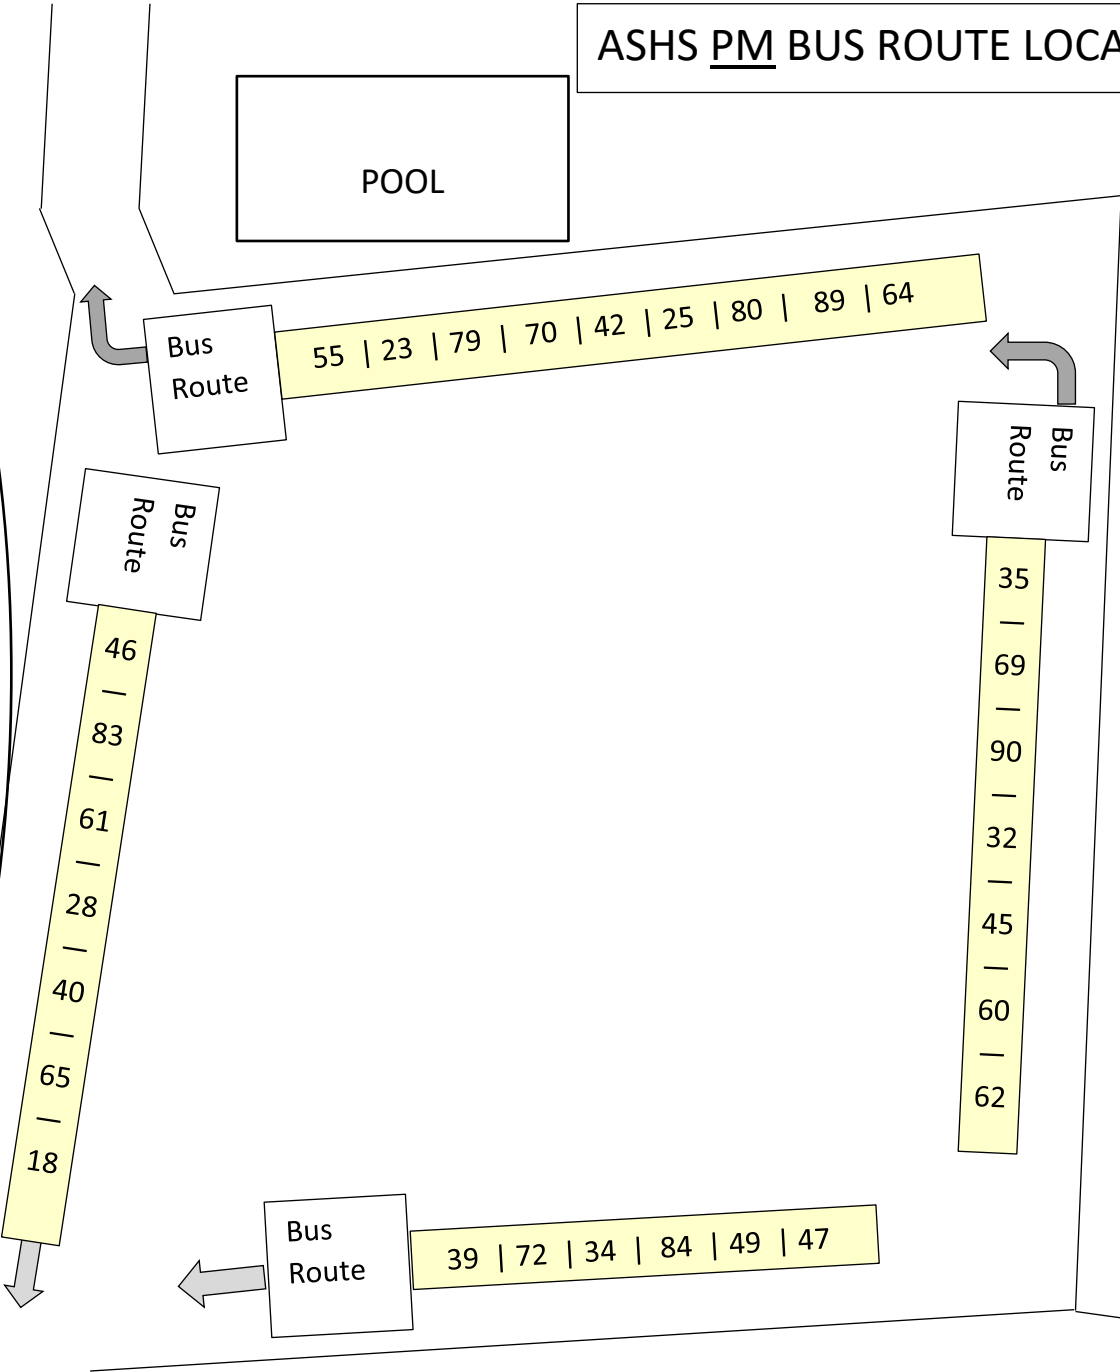 ASHS PM BUS ROUTE LOCA
POOL
Bus
Route
55 | 23 | 79 | 70 | 42 | 25 | 80 | 89 | 64
Bus
Route
35
—
69
—
90
—
32
—
45
—
60
—
62
Bus
Route
46
—
83
—
61
—
28
—
40
—
65
—
18
Bus
Route
39 | 72 | 34 | 84 | 49 | 47